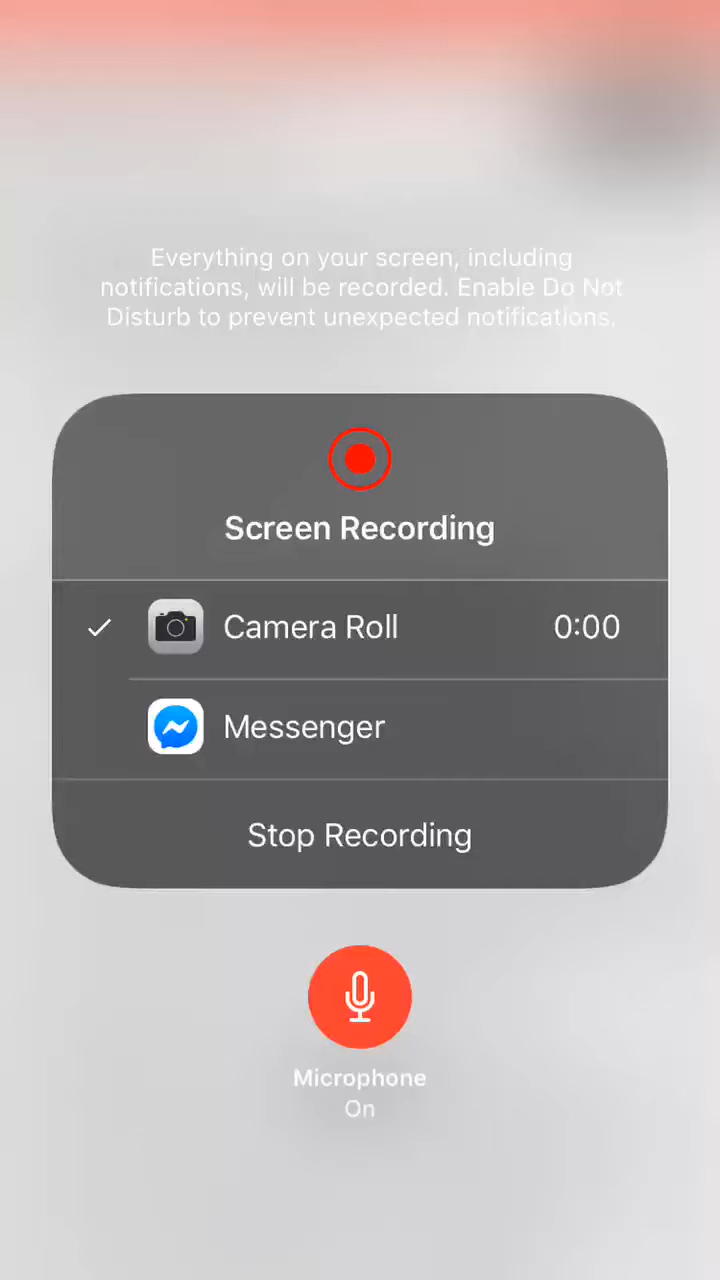 Everything on your screen, including
notifications, will be recorded. Enable Do Not
Disturb to prevent unexpected notifications.
Screen Recording
Camera Roll 0:00
Messenger
Stop Recording
Microphone
On